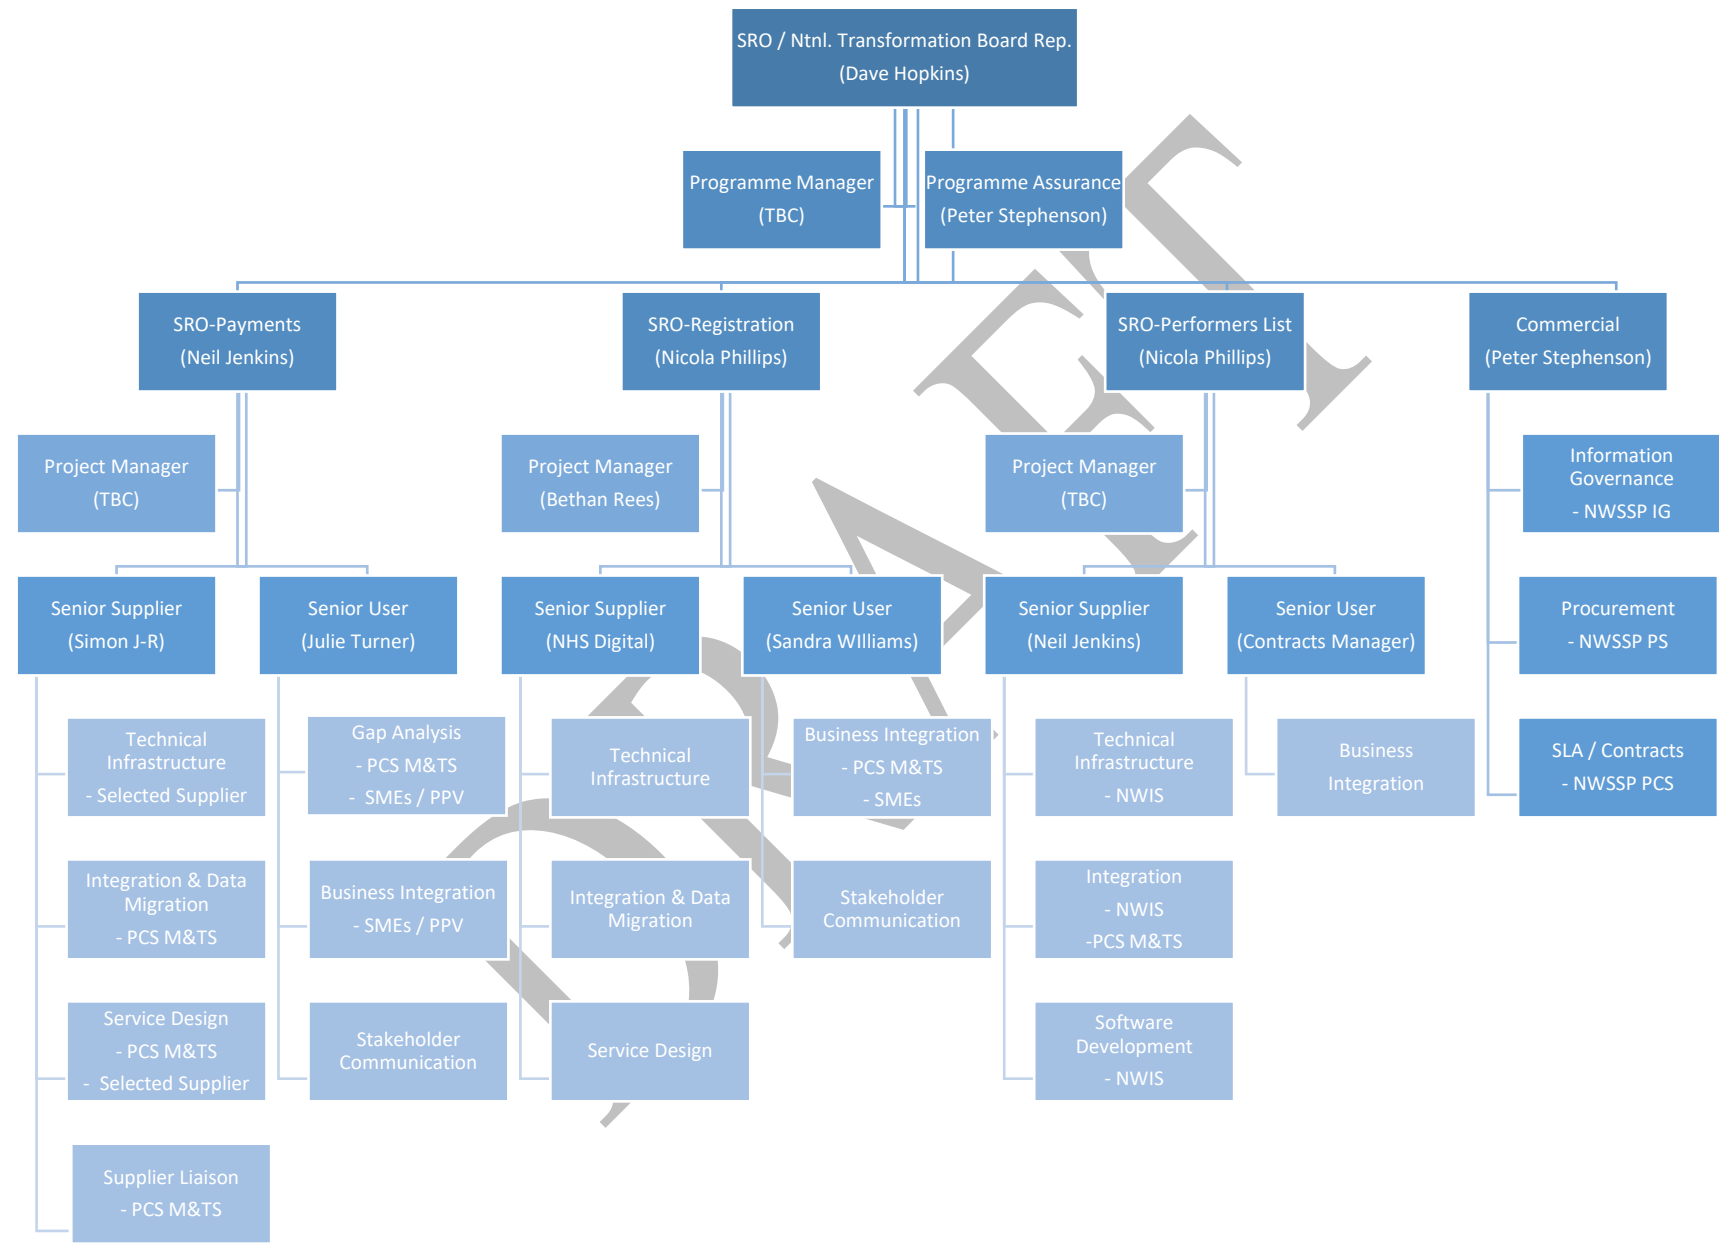 SRO / Ntnl. Transformation Board Rep.
(Dave Hopkins)
Programme Manager
(TBC)
Programme Assurance
(Peter Stephenson)
SRO-Payments
(Neil Jenkins)
SRO-Registration
(Nicola Phillips)
SRO-Performers List
(Nicola Phillips)
Commercial
(Peter Stephenson)
Project Manager
(TBC)
Project Manager
(Bethan Rees)
Project Manager
(TBC)
Information
Governance
- NWSSP IG
Senior Supplier
(Simon J-R)
Senior User
(Julie Turner)
Senior Supplier
(NHS Digital)
Senior User
(Sandra WIlliams)
Senior Supplier
(Neil Jenkins)
Senior User
(Contracts Manager)
Procurement
- NWSSP PS
Technical
Infrastructure
- Selected Supplier
Gap Analysis
- PCS M&TS
- SMEs / PPV
Technical
Infrastructure
Business Integration
- PCS M&TS
- SMEs
Technical
Infrastructure
- NWIS
Business
Integration
SLA / Contracts
- NWSSP PCS
Integration & Data
Migration
- PCS M&TS
Business Integration
- SMEs / PPV
Integration & Data
Migration
Stakeholder
Communication
Integration
- NWIS
-PCS M&TS
Service Design
- PCS M&TS
- Selected Supplier
Stakeholder
Communication
Service Design
Software
Development
- NWIS
Supplier Liaison
- PCS M&TS
DRAFT